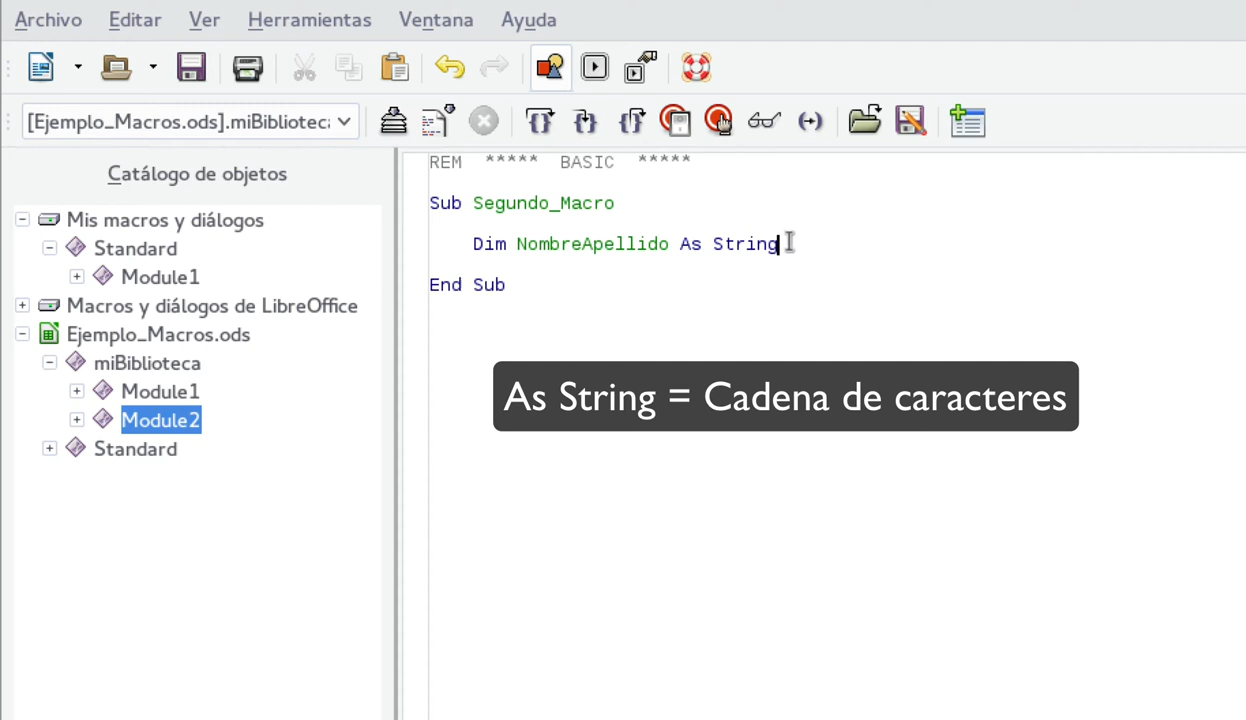 Archivo Editar Ver Herramientas Ventana Ayuda
[Ejemplo_Macros.ods].miBiblioteca
Catálogo de objetos
Mis macros y diálogos
Standard
Module1
Macros y diálogos de LibreOffice
Ejemplo_Macros.ods
miBiblioteca
Module1
Module2
Standard
REM ***** BASIC *****
Sub Segundo_Macro
Dim NombreApellido As String
End Sub
As String = Cadena de caracteres